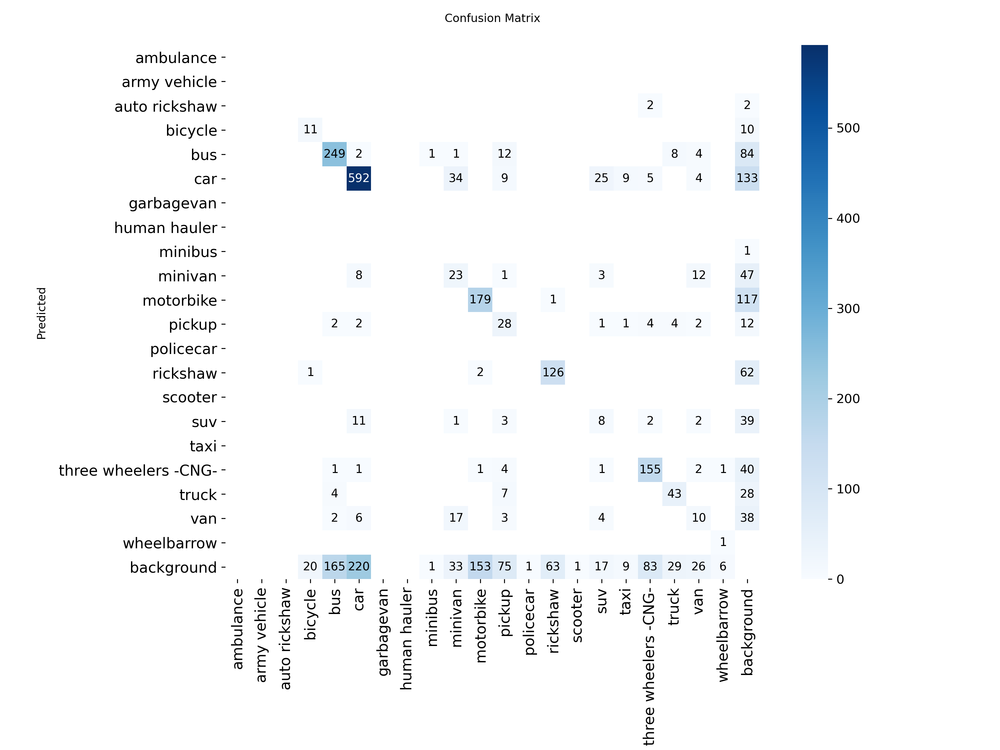 Confusion Matrix
ambulance
army vehicle
auto rickshaw 2 2
bicycle 11 10
bus 249 2 1 1 12 8 4 84
car 592 34 9 25 9 5 4 133
garbagevan
human hauler
minibus 1
minivan 8 23 1 3 12 47
motorbike 179 1 117
pickup 2 2 28 1 1 4 4 2 12
policecar
rickshaw 1 2 126 62
scooter
suv 11 1 3 8 2 2 39
taxi
three wheelers -CNG- 1 1 1 4 1 155 2 1 40
truck 4 7 43 28
van 2 6 17 3 4 10 38
wheelbarrow 1
background 20 165 220 1 33 153 75 1 63 1 17 9 83 29 26 6
Predicted
ambulance
army vehicle
auto rickshaw
bicycle
bus
car
garbagevan
human hauler
minibus
minivan
motorbike
pickup
policecar
rickshaw
scooter
suv
taxi
three wheelers -CNG-
truck
van
wheelbarrow
background
500
400
300
200
100
0